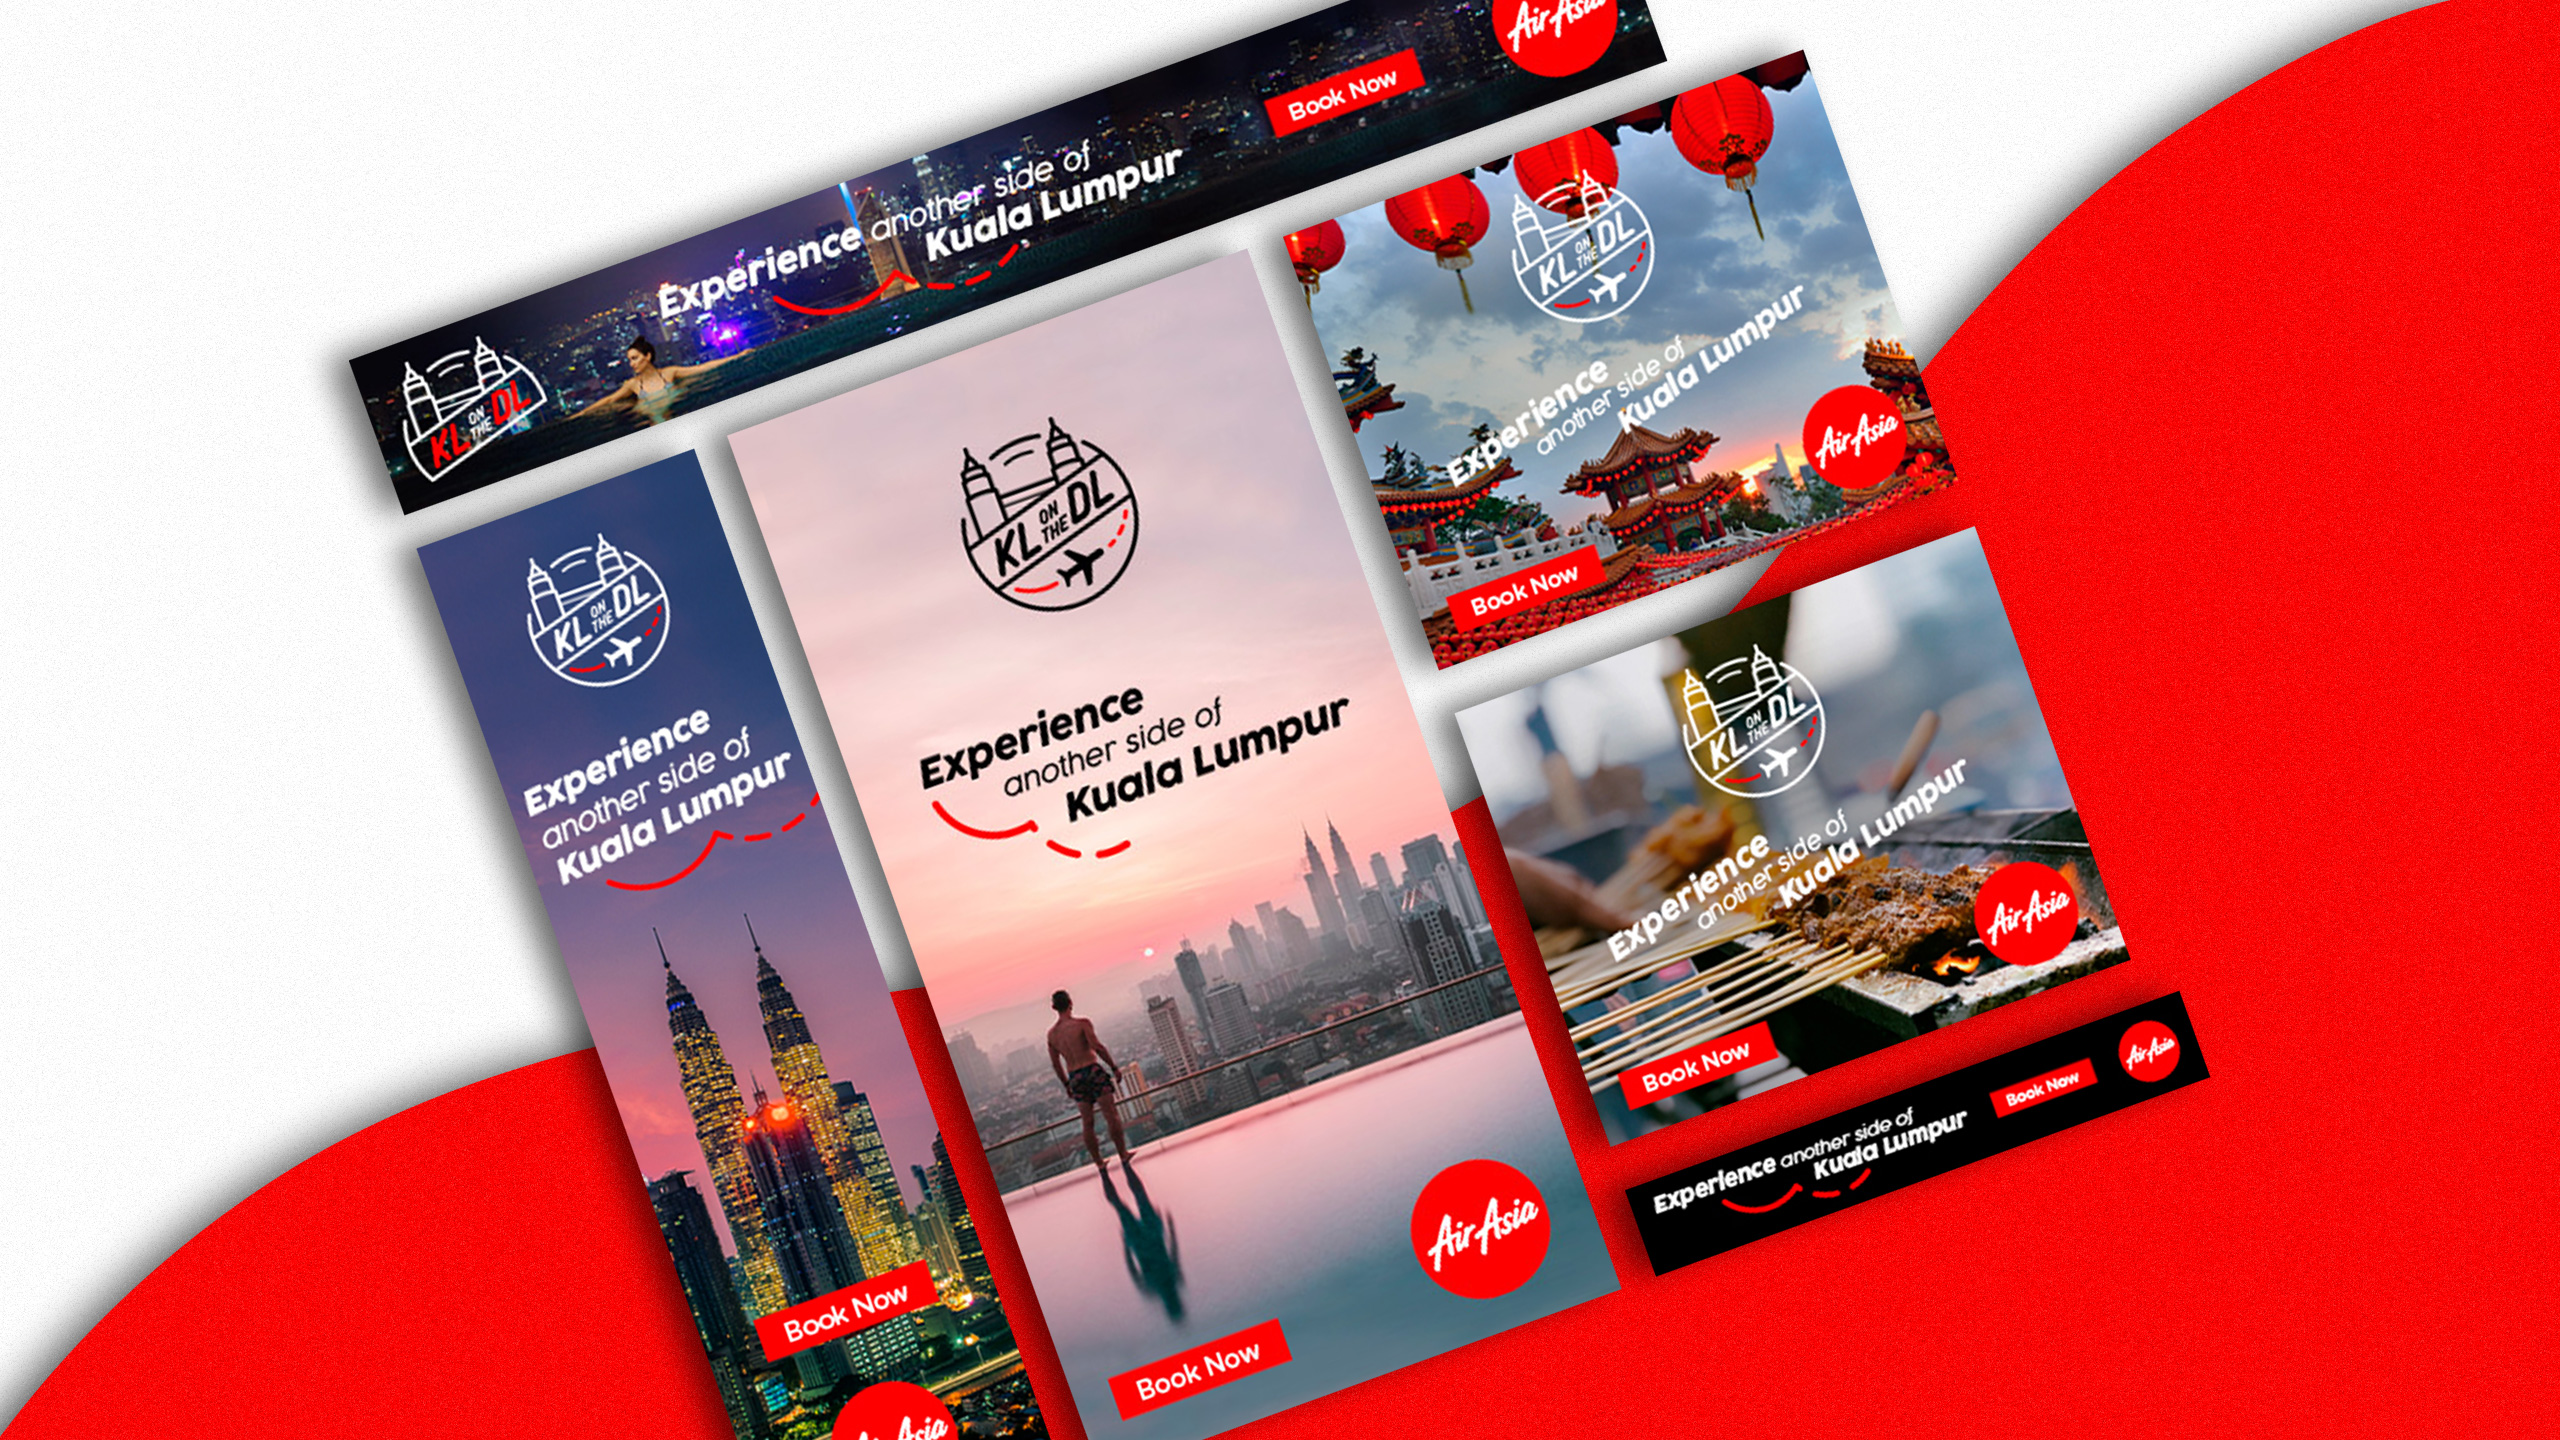 AirAsia
Book Now
Experience another side of
Kuala Lumpur
KL ON THE DL
KL ON THE DL
Experience
another side of
Kuala Lumpur
AirAsia
Book Now
KL ON THE DL
Experience
another side of
Kuala Lumpur
Book Now
AirAsia
KL ON THE DL
Experience
another side of
Kuala Lumpur
AirAsia
Book Now
KL ON THE DL
Experience
another side of
Kuala Lumpur
AirAsia
Book Now
Experience another side of
Kuala Lumpur
Book Now
AirAsia